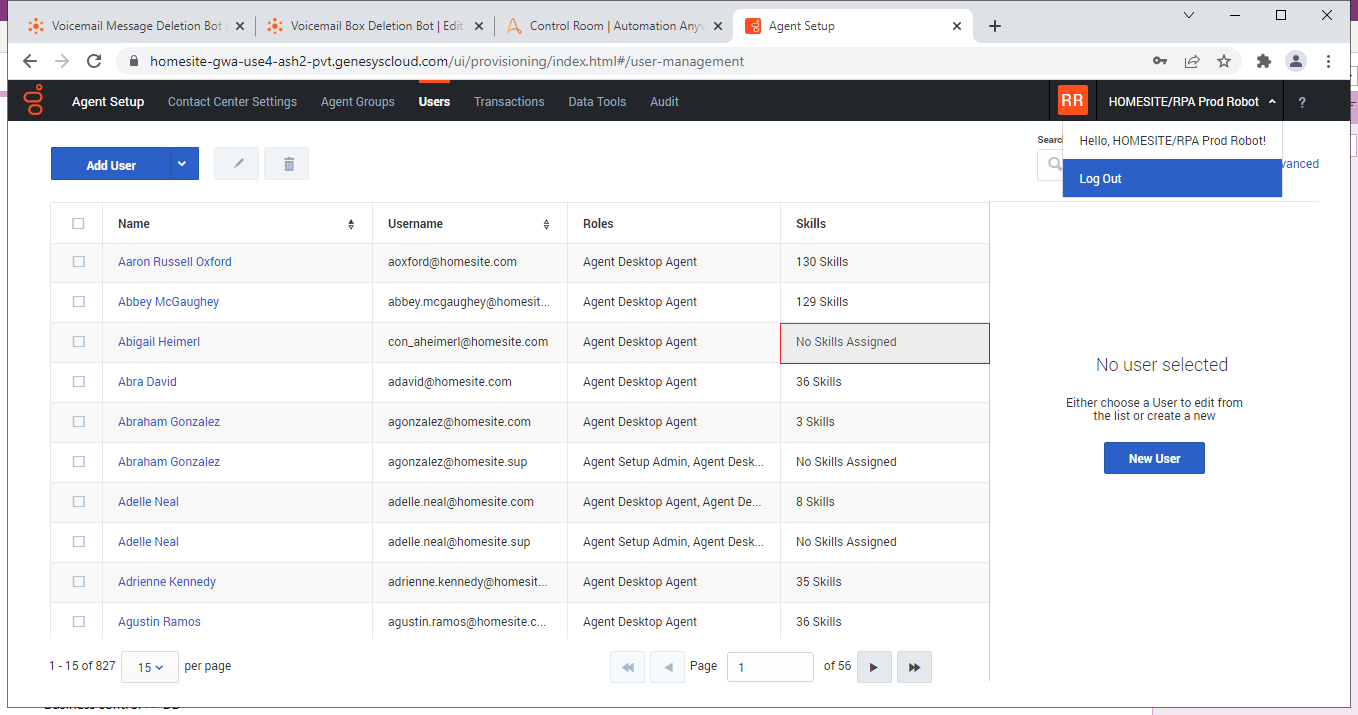 Voicemail Message Deletion Bot
Voicemail Box Deletion Bot | Edit
Control Room | Automation Anyw
Agent Setup
homesite-gwa-use4-ash2-pvt.genesyscloud.com/ui/provisioning/index.html#/user-management
Agent Setup Contact Center Settings Agent Groups Users Transactions Data Tools Audit RR HOMESITE/RPA Prod Robot ?
Hello, HOMESITE/RPA Prod Robot!
Log Out
Add User
Searc
vanced
Name Username Roles Skills
Aaron Russell Oxford aoxford@homesite.com Agent Desktop Agent 130 Skills
Abbey McGaughey abbey.mcgaughey@homesit... Agent Desktop Agent 129 Skills
Abigail Heimerl con_aheimerl@homesite.com Agent Desktop Agent No Skills Assigned
Abra David adavid@homesite.com Agent Desktop Agent 36 Skills
Abraham Gonzalez agonzalez@homesite.com Agent Desktop Agent 3 Skills
Abraham Gonzalez agonzalez@homesite.sup Agent Setup Admin, Agent Desk... No Skills Assigned
Adelle Neal adelle.neal@homesite.com Agent Desktop Agent, Agent De... 8 Skills
Adelle Neal adelle.neal@homesite.sup Agent Setup Admin, Agent Desk... No Skills Assigned
Adrienne Kennedy adrienne.kennedy@homesit... Agent Desktop Agent 35 Skills
Agustin Ramos agustin.ramos@homesite.c... Agent Desktop Agent 36 Skills
No user selected
Either choose a User to edit from
the list or create a new
New User
1 - 15 of 827 15 per page Page 1 of 56